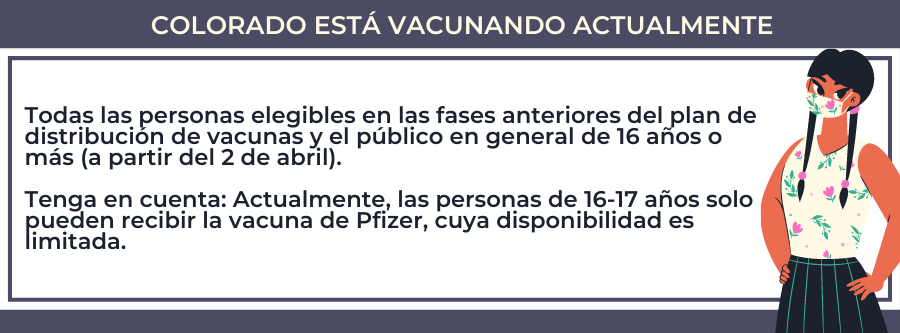 COLORADO ESTÁ VACUNANDO ACTUALMENTE
Todas las personas elegibles en las fases anteriores del plan de
distribución de vacunas y el público en general de 16 años o
más (a partir del 2 de abril).
Tenga en cuenta: Actualmente, las personas de 16-17 años solo
pueden recibir la vacuna de Pfizer, cuya disponibilidad es
limitada.